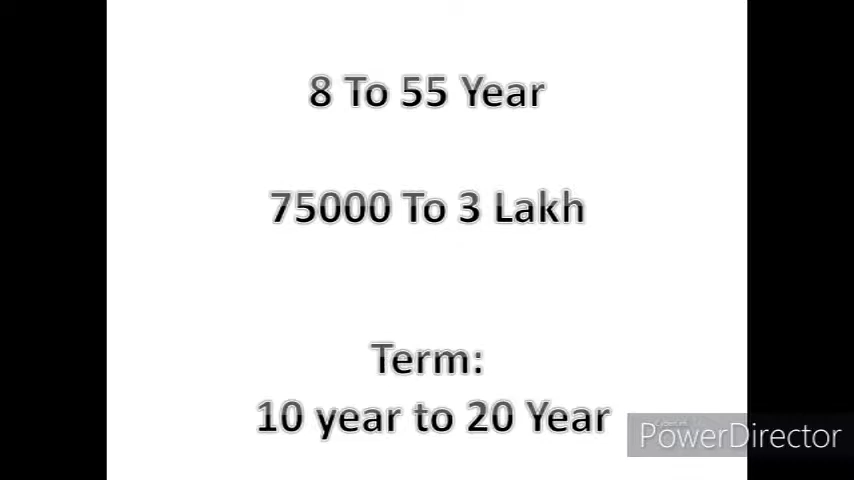 8 To 55 Year
75000 To 3 Lakh
Term:
10 year to 20 Year
PowerDirector